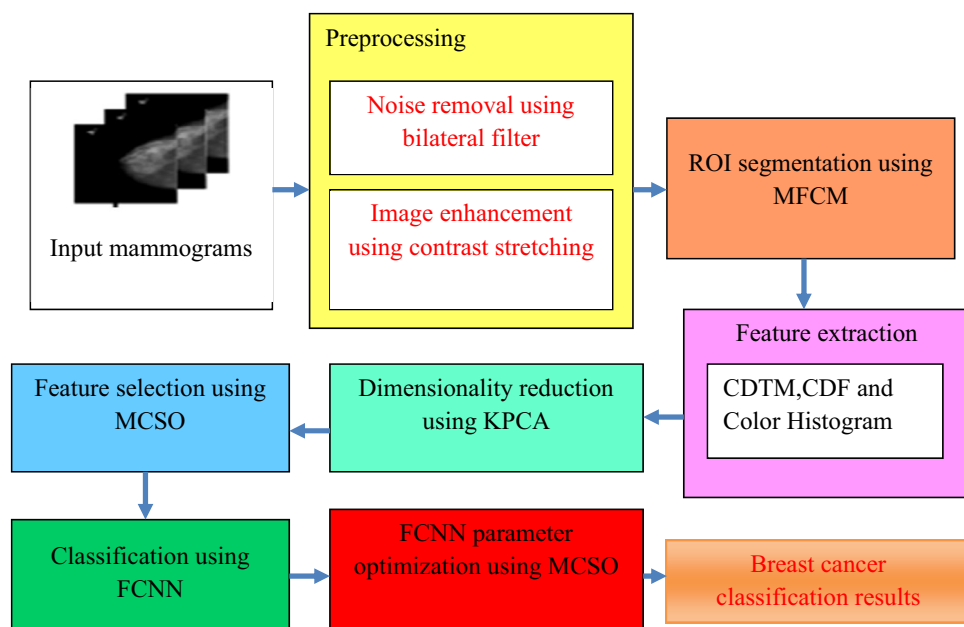 Preprocessing
Noise removal using
bilateral filter
Image enhancement
using contrast stretching
Input mammograms
ROI segmentation using
MFCM
Feature extraction
CDTM,CDF and
Color Histogram
Dimensionality reduction
using KPCA
Feature selection using
MCSO
Classification using
FCNN
FCNN parameter
optimization using MCSO
Breast cancer
classification results